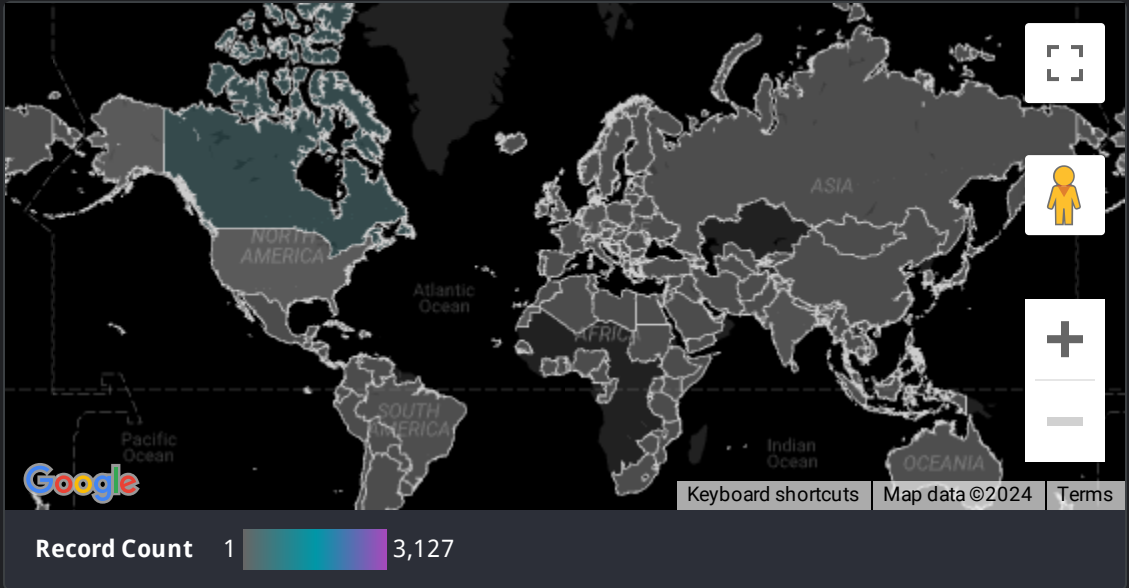 ASIA
NORTH
AMERICA
Atlantic
Ocean
AFRICA
SOUTH
AMERICA
Pacific
Ocean
Indian
Ocean
OCEANIA
Google
Keyboard shortcuts
Map data ©2024
Terms
Record Count 1 3,127